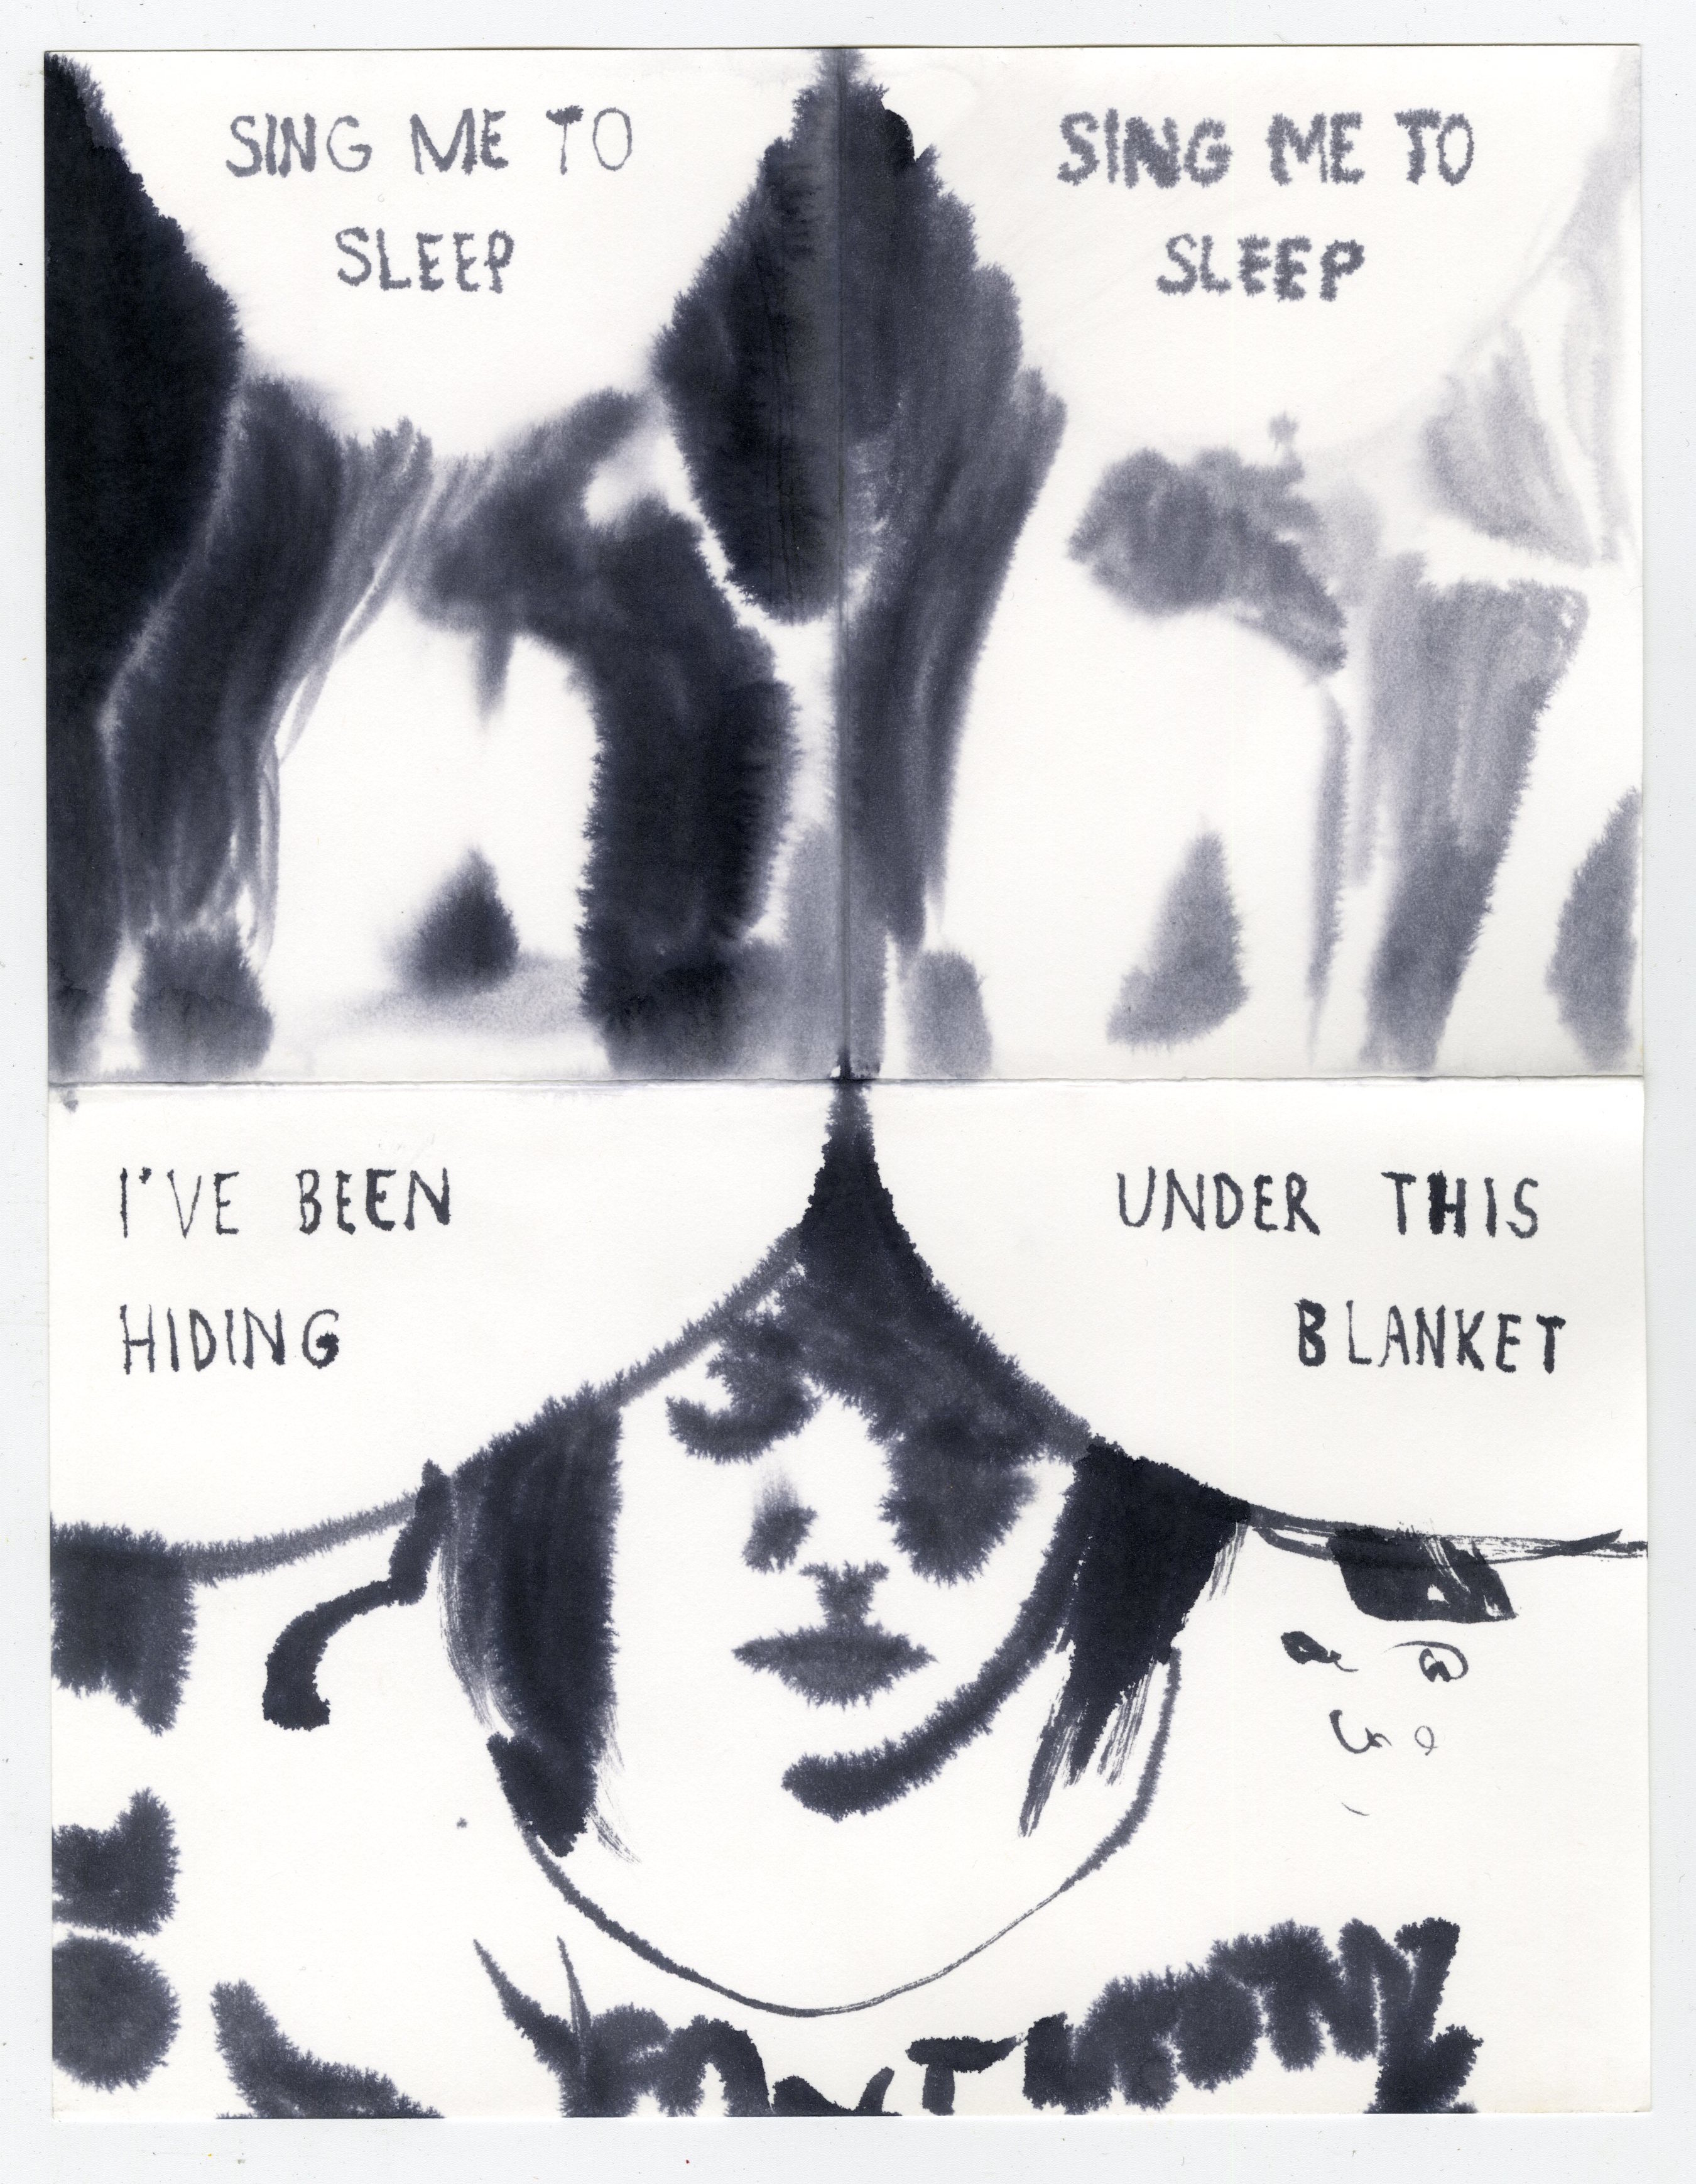 SING ME TO
SLEEP
SING ME TO
SLEEP
I'VE BEEN
HIDING
UNDER THIS
BLANKET